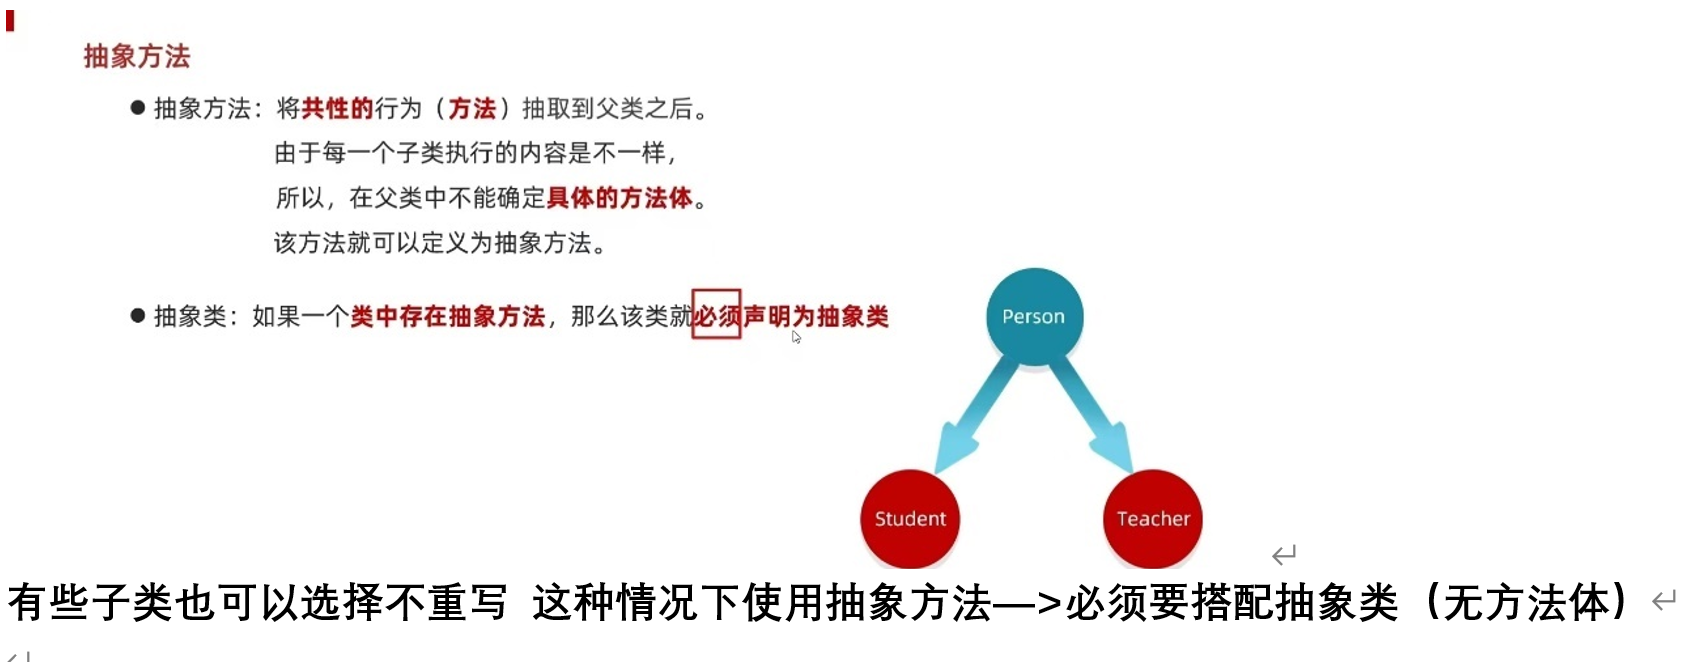 抽象方法
● 抽象方法：将共性的行为（方法）抽取到父类之后。
由于每一个子类执行的内容是不一样，
所以，在父类中不能确定具体的方法体。
该方法就可以定义为抽象方法。
● 抽象类：如果一个类中存在抽象方法，那么该类就必须声明为抽象类
Person
Student
Teacher
有些子类也可以选择不重写 这种情况下使用抽象方法—>必须要搭配抽象类（无方法体）